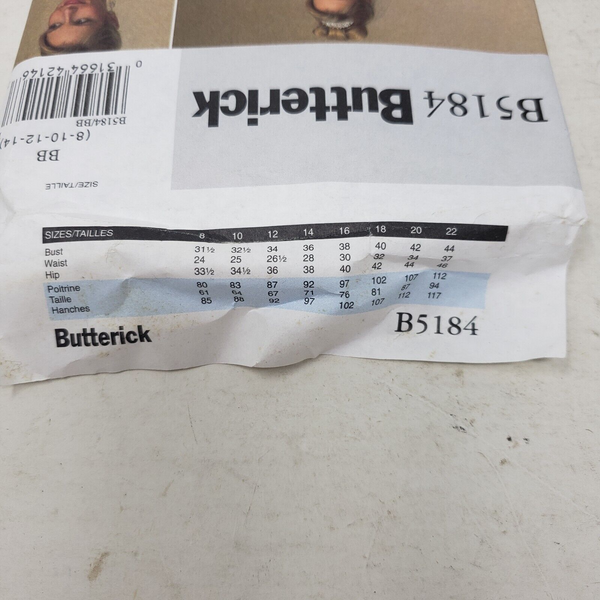 B5184 Butterick
0 31664 42146
B5184/BB
(8-10-12-14)
BB
SIZE/TAILLE
SIZES/TAILLES 8 10 12 14 16 18 20 22
Bust 31½ 32½ 34 36 38 40 42 44
Waist 24 25 26½ 28 30 32 34 37
Hip 33½ 34½ 36 38 40 42 44 46
Poitrine 80 83 87 92 97 102 107 112
Taille 61 64 67 71 76 81 87 94
Hanches 85 88 92 97 102 107 112 117
Butterick B5184